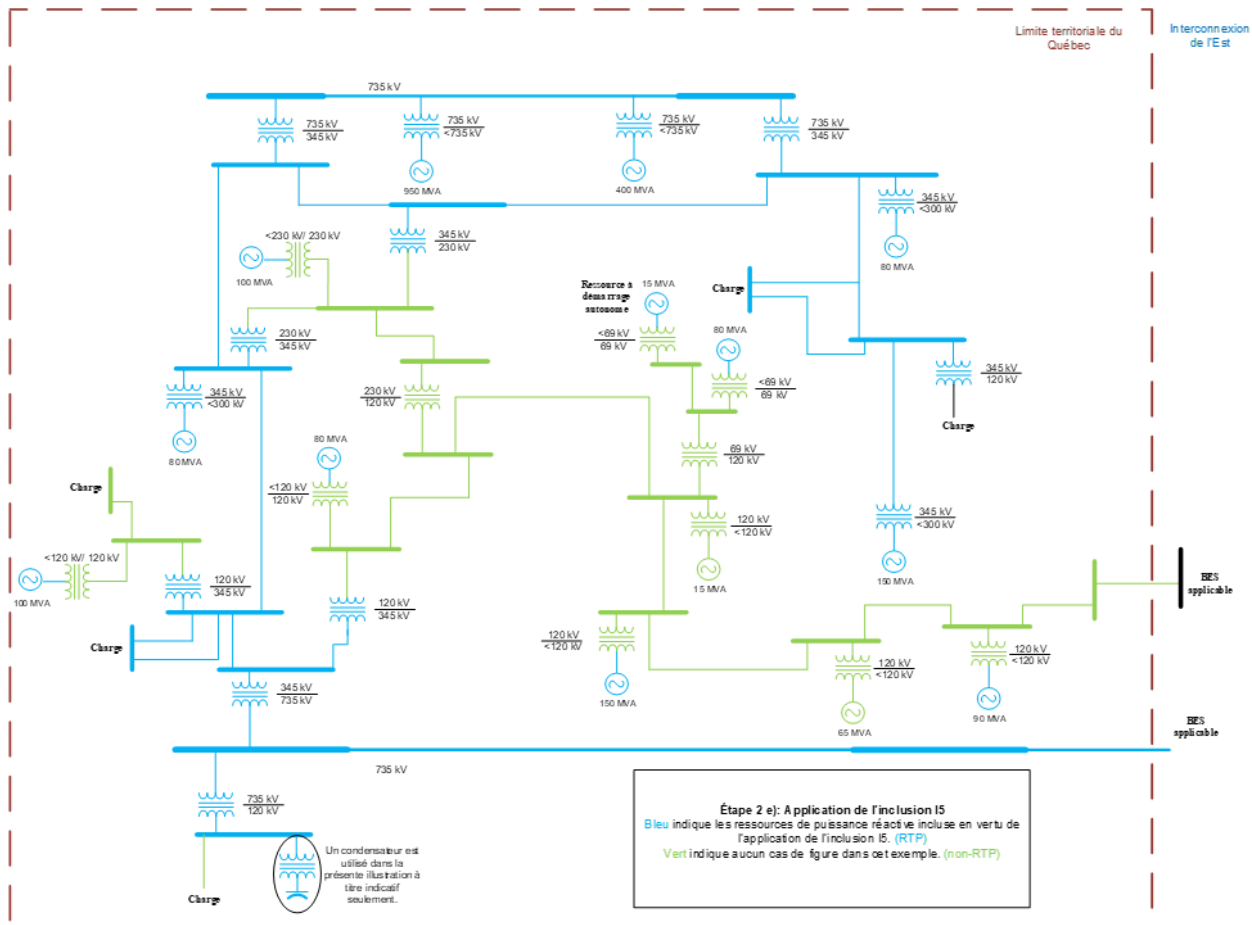 Limite territoriale du
Québec
Interconnexion
de l'Est
735 kV
735 kV
345 kV
735 kV
<735 kV
950 MVA
735 kV
<735 kV
400 MVA
735 kV
345 kV
345 kV
<300 kV
80 MVA
345 kV
230 kV
<230 kV/ 230 kV
100 MVA
Ressource à
démarrage
autonome
15 MVA
<69 kV
69 kV
Charge
80 MVA
<69 kV
69 kV
230 kV
345 kV
345 kV
<300 kV
80 MVA
230 kV
120 kV
345 kV
120 kV
Charge
80 MVA
<120 kV
120 kV
69 kV
120 kV
Charge
120 kV
<120 kV
15 MVA
345 kV
<300 kV
150 MVA
<120 kV/ 120 kV
100 MVA
120 kV
345 kV
120 kV
345 kV
Charge
120 kV
<120 kV
150 MVA
120 kV
<120 kV
65 MVA
120 kV
<120 kV
90 MVA
BES
applicable
345 kV
735 kV
BES
applicable
735 kV
735 kV
120 kV
Charge
Un condensateur est
utilisé dans la
présente illustration à
titre indicatif
seulement.
Étape 2 e): Application de l'inclusion I5
Bleu indique les ressources de puissance réactive incluse en vertu de
l'application de l'inclusion I5. (RTP)
Vert indique aucun cas de figure dans cet exemple. (non-RTP)